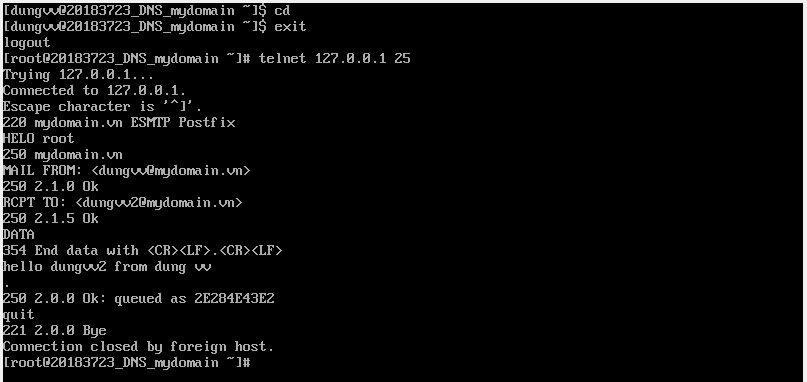 [dungvv@20183723_DNS_mydomain ~]$ cd
[dungvv@20183723_DNS_mydomain ~]$ exit
logout
[root@20183723_DNS_mydomain ~]# telnet 127.0.0.1 25
Trying 127.0.0.1...
Connected to 127.0.0.1.
Escape character is '^]'.
220 mydomain.vn ESMTP Postfix
HELO root
250 mydomain.vn
MAIL FROM: <dungvv@mydomain.vn>
250 2.1.0 Ok
RCPT TO: <dungvv2@mydomain.vn>
250 2.1.5 Ok
DATA
354 End data with <CR><LF>.<CR><LF>
hello dungvv2 from dung vv
.
250 2.0.0 Ok: queued as 2E284E43E2
quit
221 2.0.0 Bye
Connection closed by foreign host.
[root@20183723_DNS_mydomain ~]#